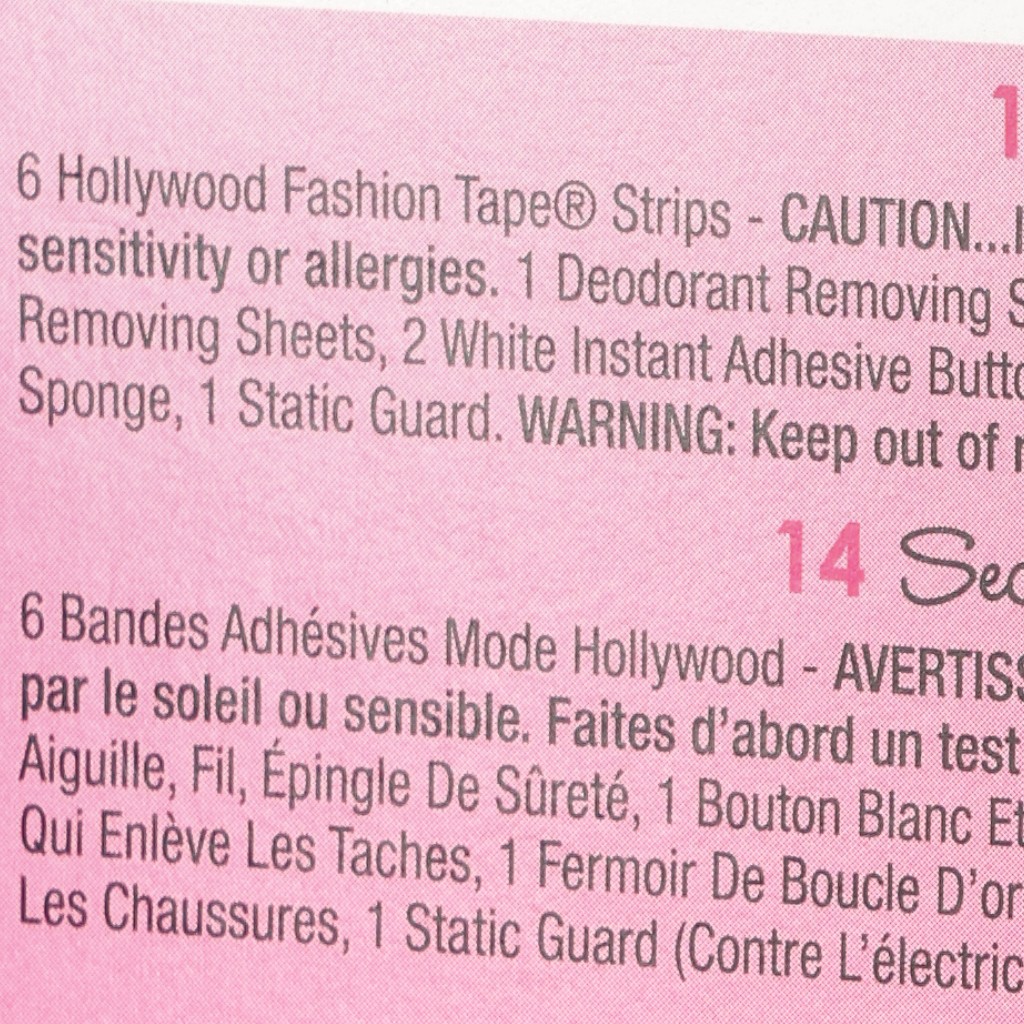 1
6 Hollywood Fashion Tape® Strips - CAUTION...
sensitivity or allergies. 1 Deodorant Removing
Removing Sheets, 2 White Instant Adhesive
Sponge, 1 Static Guard. WARNING: Keep out of
14
6 Bandes Adhésives Mode Hollywood -
par le soleil ou sensible. Faites d'abord un test
Aiguille, Fil, Épingle De Sûreté, 1 Bouton Blanc Et
Qui Enlève Les Taches, 1 Fermoir De Boucle D'or
Les Chaussures, 1 Static Guard (Contre